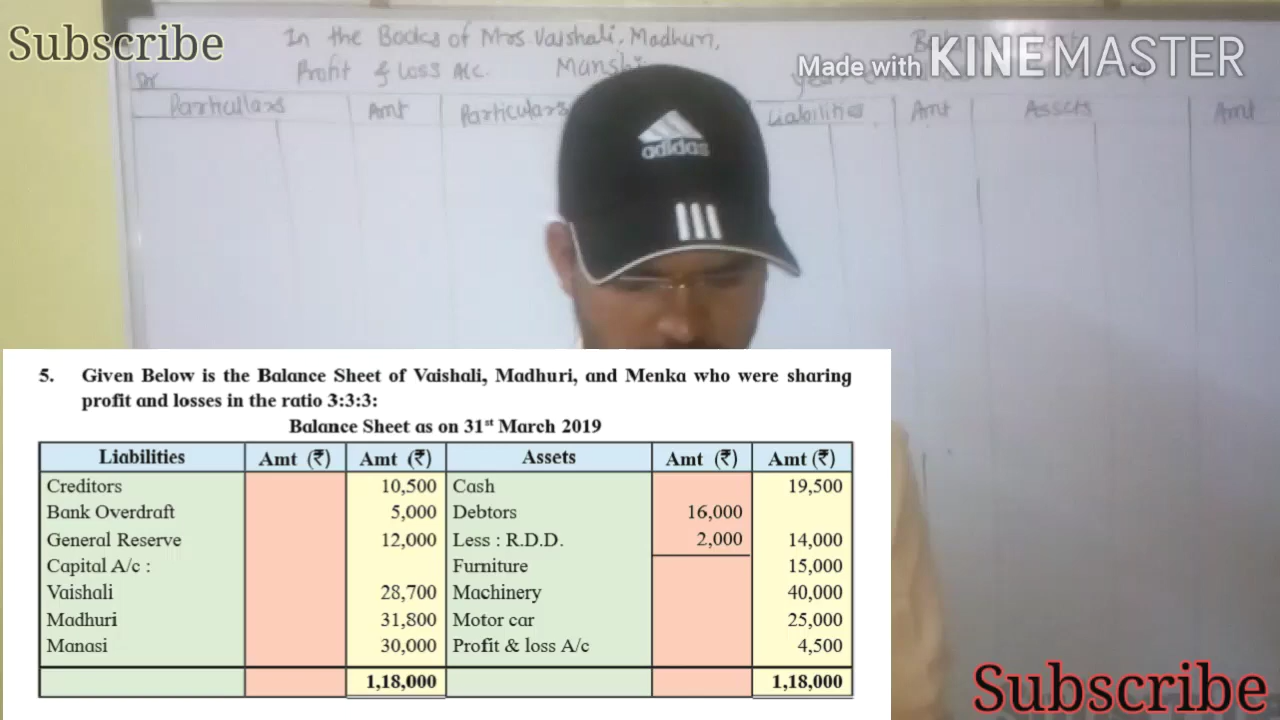 Subscribe
In the Books of Mrs Vaishali, Madhuri,
Made with KINEMASTER
Dr Profit & Loss A/c. Manshi
Particullars Amt Particulars Liabilities Amt Assets Amt
adidas
5. Given Below is the Balance Sheet of Vaishali, Madhuri, and Menka who were sharing
profit and losses in the ratio 3:3:3:
Balance Sheet as on 31st March 2019
Liabilities Amt (₹) Amt (₹) Assets Amt (₹) Amt (₹)
Creditors 10,500 Cash 19,500
Bank Overdraft 5,000 Debtors 16,000
General Reserve 12,000 Less : R.D.D. 2,000 14,000
Capital A/c : Furniture 15,000
Vaishali 28,700 Machinery 40,000
Madhuri 31,800 Motor car 25,000
Manasi 30,000 Profit & loss A/c 4,500
1,18,000 1,18,000
Subscribe